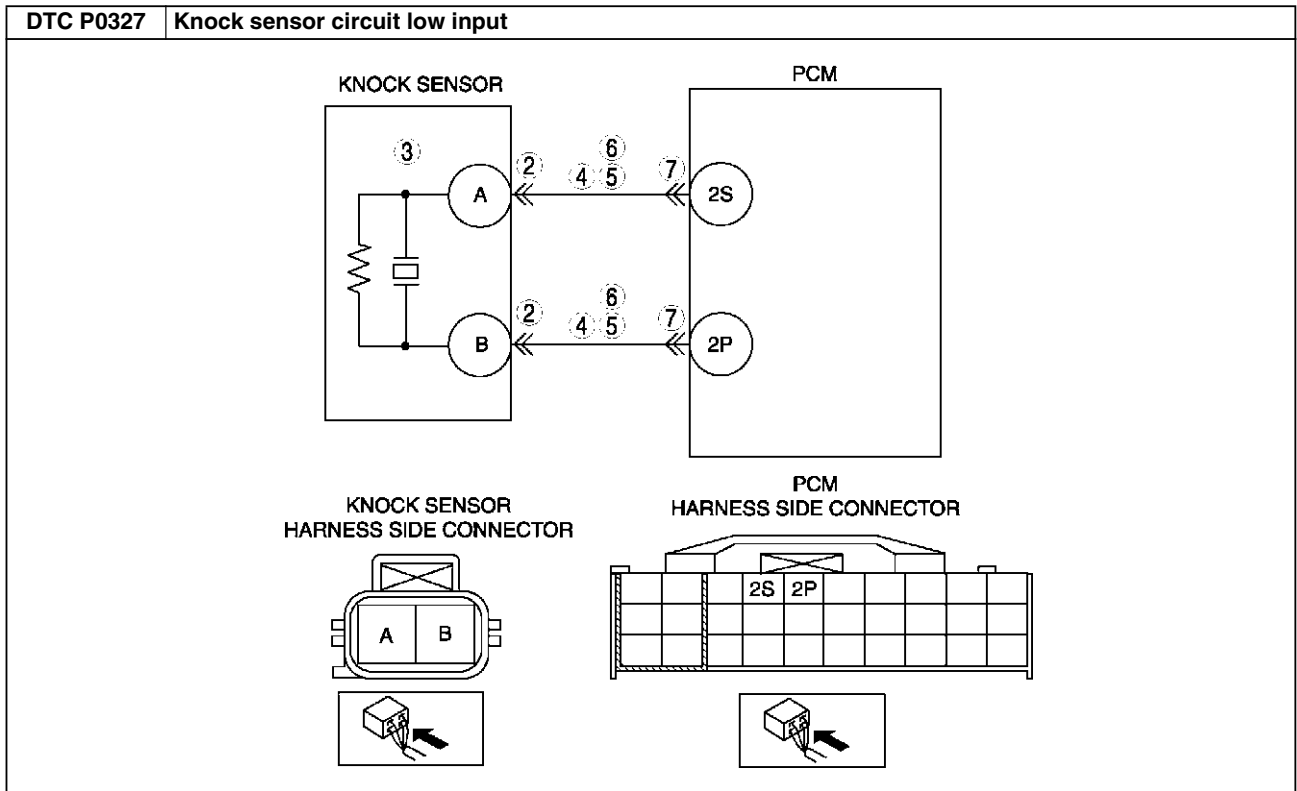 DTC P0327 Knock sensor circuit low input
KNOCK SENSOR
PCM
3
6
2
4 5
7
A
2S
6
2
4 5
7
B
2P
KNOCK SENSOR
HARNESS SIDE CONNECTOR
PCM
HARNESS SIDE CONNECTOR
2S 2P
A B